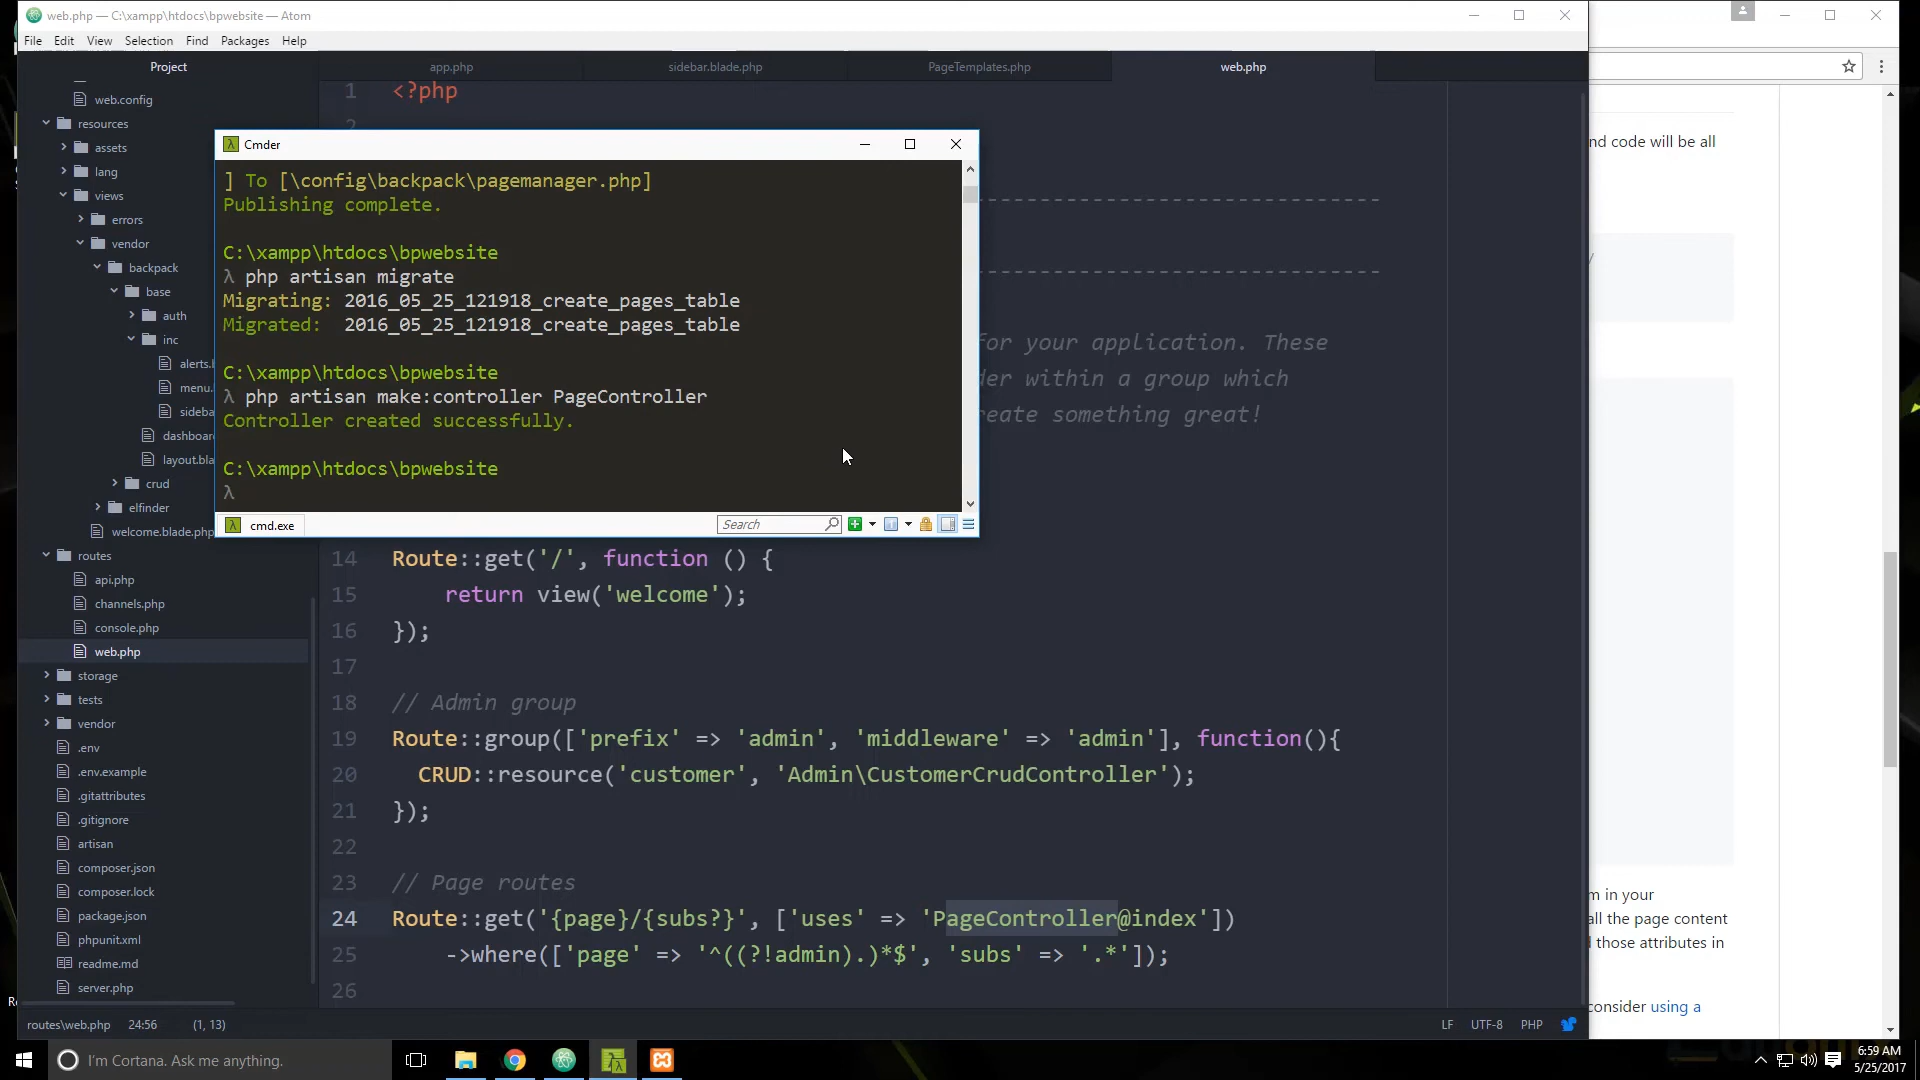 web.php — C:\xampp\htdocs\bpwebsite — Atom
File Edit View Selection Find Packages Help
Project
web.config
resources
assets
lang
views
errors
vendor
backpack
base
auth
inc
alerts.b
menu.
sideba
dashboar
layout.bla
crud
elfinder
welcome.blade.php
routes
api.php
channels.php
console.php
web.php
storage
tests
vendor
.env
.env.example
.gitattributes
.gitignore
artisan
composer.json
composer.lock
package.json
phpunit.xml
readme.md
server.php
app.php sidebar.blade.php PageTemplates.php web.php
1 <?php
2
--------------------------------
--------------------------------
for your application. These
der within a group which
reate something great!
Cmder
] To [\config\backpack\pagemanager.php]
Publishing complete.
C:\xampp\htdocs\bpwebsite
λ php artisan migrate
Migrating: 2016_05_25_121918_create_pages_table
Migrated:  2016_05_25_121918_create_pages_table
C:\xampp\htdocs\bpwebsite
λ php artisan make:controller PageController
Controller created successfully.
C:\xampp\htdocs\bpwebsite
λ
cmd.exe Search
14 Route::get('/', function () {
15     return view('welcome');
16 });
17
18 // Admin group
19 Route::group(['prefix' => 'admin', 'middleware' => 'admin'], function(){
20   CRUD::resource('customer', 'Admin\CustomerCrudController');
21 });
22
23 // Page routes
24 Route::get('{page}/{subs?}', ['uses' => 'PageController@index'])
25     ->where(['page' => '^((?!admin).)*$', 'subs' => '.*']);
26
routes\web.php 24:56 (1, 13) LF UTF-8 PHP
nd code will be all
/
m in your
all the page content
those attributes in
consider using a
I'm Cortana. Ask me anything.
6:59 AM
5/25/2017